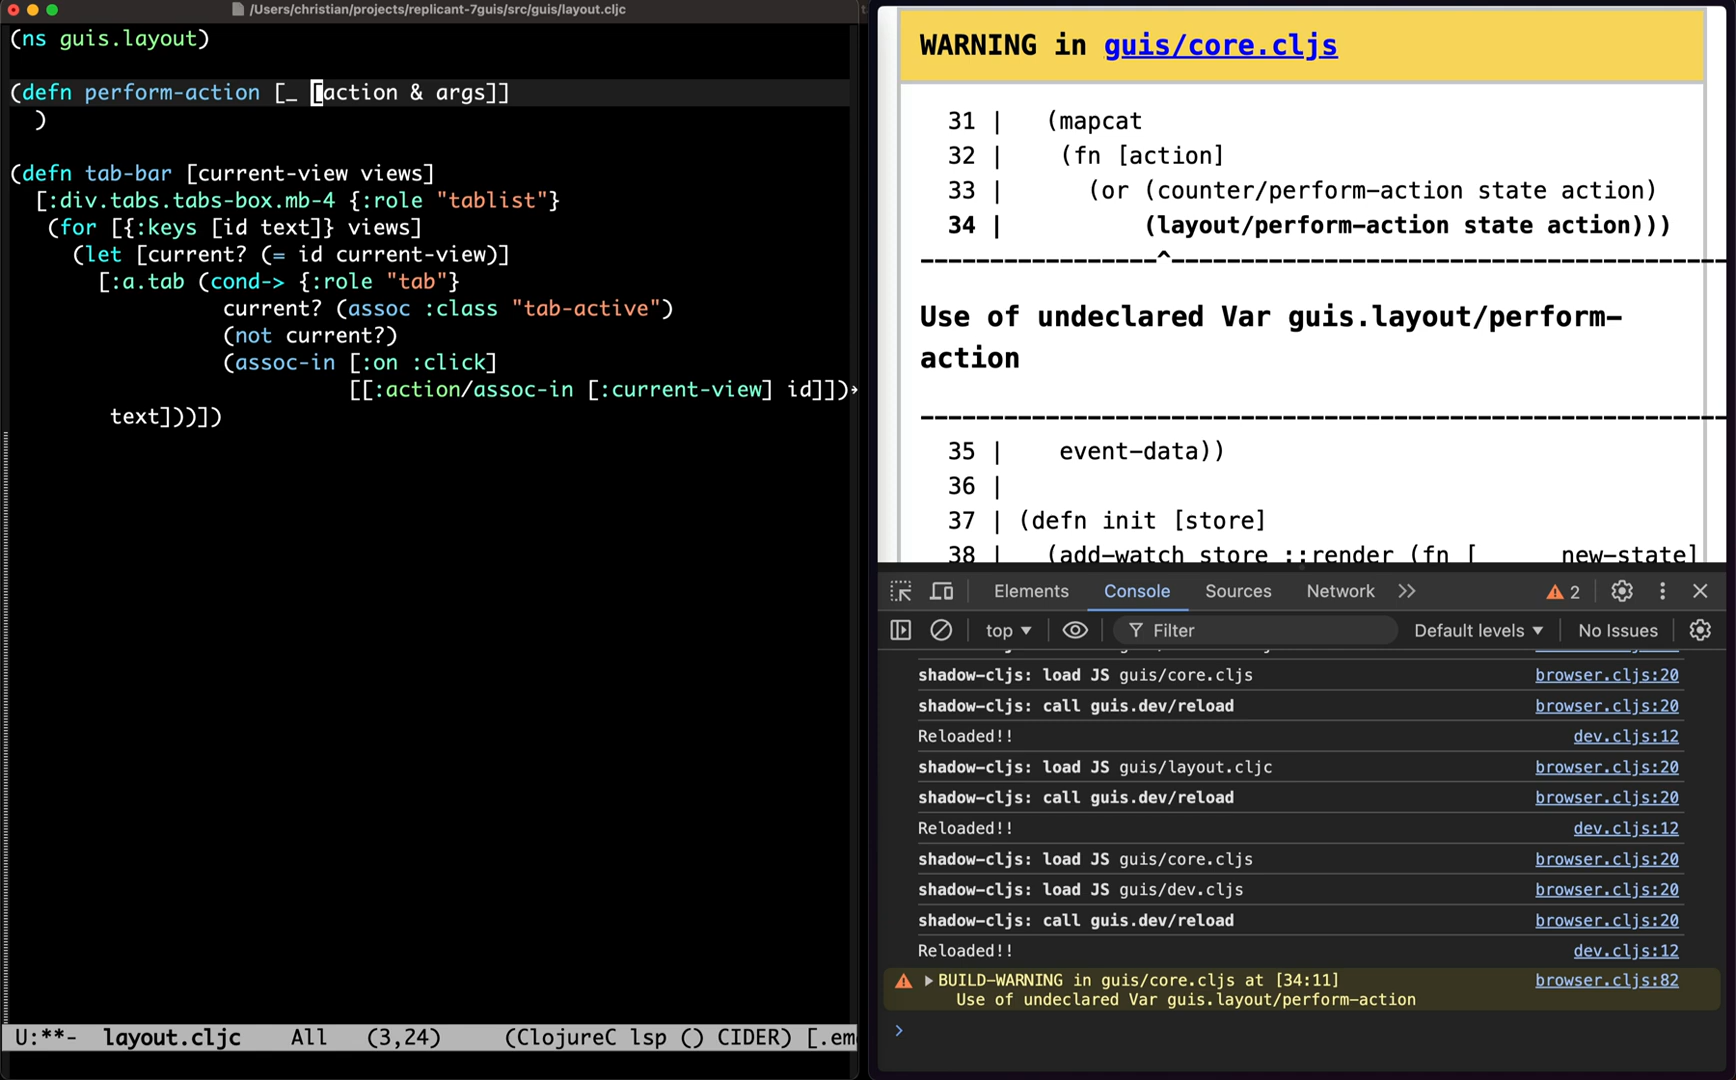 /Users/christian/projects/replicant-7guis/src/guis/layout.cljc
(ns guis.layout)
(defn perform-action [_ [action & args]]
)
(defn tab-bar [current-view views]
[:div.tabs.tabs-box.mb-4 {:role "tablist"}
(for [{:keys [id text]} views]
(let [current? (= id current-view)]
[:a.tab (cond-> {:role "tab"}
current? (assoc :class "tab-active")
(not current?)
(assoc-in [:on :click]
[[:action/assoc-in [:current-view] id]])
text]))])
U:**- layout.cljc All (3,24) (ClojureC lsp () CIDER) [.em
WARNING in guis/core.cljs
31 | (mapcat
32 | (fn [action]
33 | (or (counter/perform-action state action)
34 | (layout/perform-action state action)))
^
Use of undeclared Var guis.layout/perform-
action
35 | event-data))
36 |
37 | (defn init [store]
38 | (add-watch store ::render (fn [ new-state]
Elements Console Sources Network 2
top Filter Default levels No Issues
shadow-cljs: load JS guis/core.cljs browser.cljs:20
shadow-cljs: call guis.dev/reload browser.cljs:20
Reloaded!! dev.cljs:12
shadow-cljs: load JS guis/layout.cljc browser.cljs:20
shadow-cljs: call guis.dev/reload browser.cljs:20
Reloaded!! dev.cljs:12
shadow-cljs: load JS guis/core.cljs browser.cljs:20
shadow-cljs: load JS guis/dev.cljs browser.cljs:20
shadow-cljs: call guis.dev/reload browser.cljs:20
Reloaded!! dev.cljs:12
BUILD-WARNING in guis/core.cljs at [34:11] browser.cljs:82
Use of undeclared Var guis.layout/perform-action